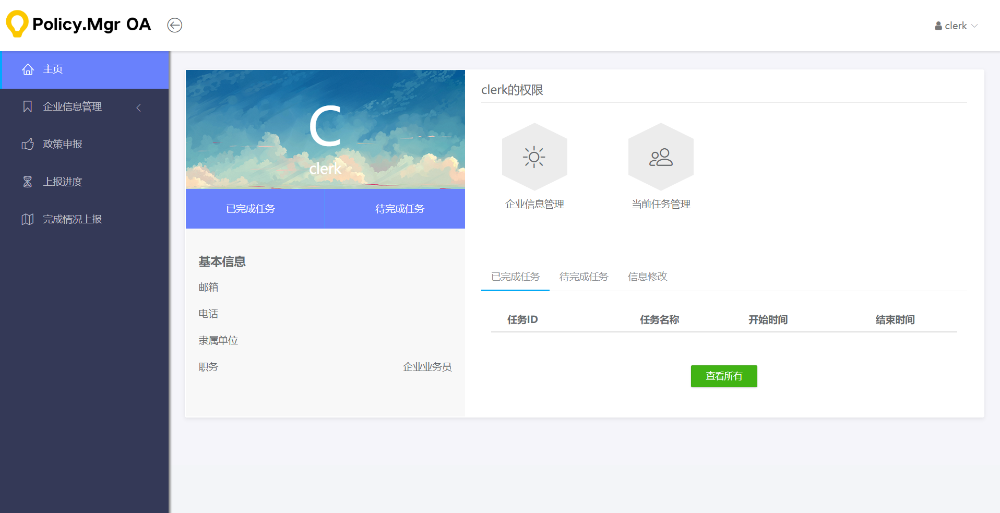 Policy.Mgr OA
clerk
主页
企业信息管理
政策申报
上报进度
完成情况上报
C
clerk
已完成任务 待完成任务
基本信息
邮箱
电话
隶属单位
职务 企业业务员
clerk的权限
企业信息管理 当前任务管理
已完成任务 待完成任务 信息修改
任务ID 任务名称 开始时间 结束时间
查看所有